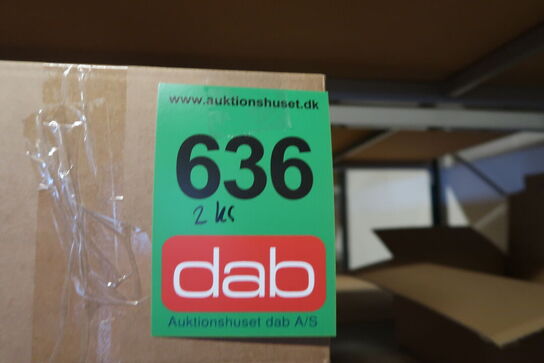 www.auktionshuset.dk
636
2 ks
dab
Auktionshuset dab A/S